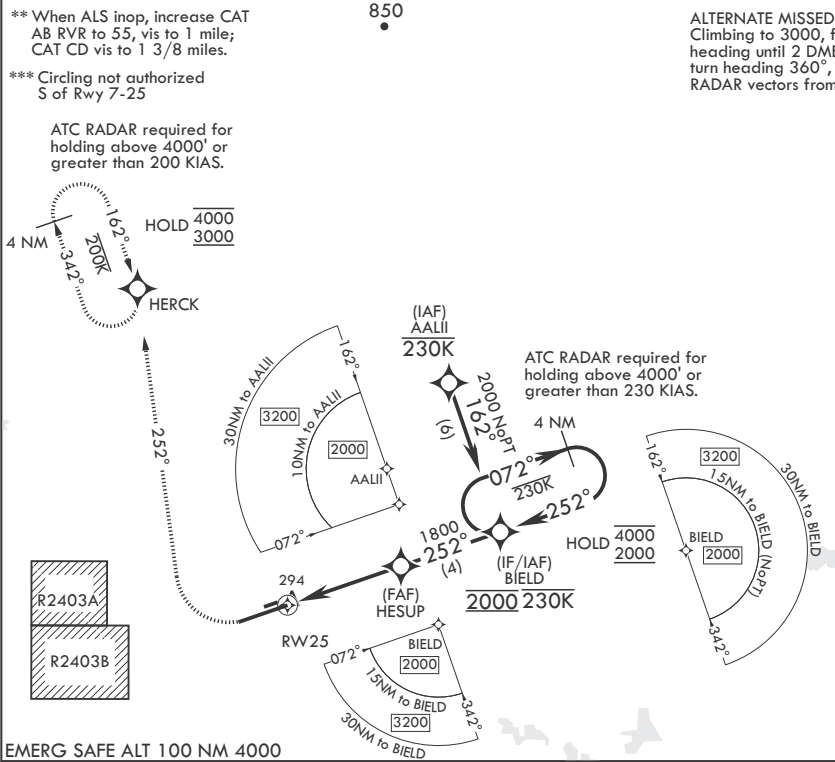 ** When ALS inop, increase CAT
AB RVR to 55, vis to 1 mile;
CAT CD vis to 1 3/8 miles.
*** Circling not authorized
S of Rwy 7-25
850
ALTERNATE MISSED
Climbing to 3000, f
heading until 2 DME
turn heading 360°,
RADAR vectors from
ATC RADAR required for
holding above 4000' or
greater than 200 KIAS.
HOLD 4000
3000
4 NM
162°
200K
342°
HERCK
252°
(IAF)
AALII
230K
2000 NoPT
162°
(6)
ATC RADAR required for
holding above 4000' or
greater than 230 KIAS.
4 NM
072°
230K
252°
HOLD 4000
2000
(IF/IAF)
BIELD
2000 230K
1800
252°
(4)
(FAF)
HESUP
294
RW25
30NM to AALII
3200
10NM to AALII
2000
162°
AALII
072°
3200
15NM to BIELD (NoPT)
30NM to BIELD
162°
BIELD
2000
342°
BIELD
072°
2000
15NM to BIELD
342°
3200
30NM to BIELD
R2403A
R2403B
EMERG SAFE ALT 100 NM 4000